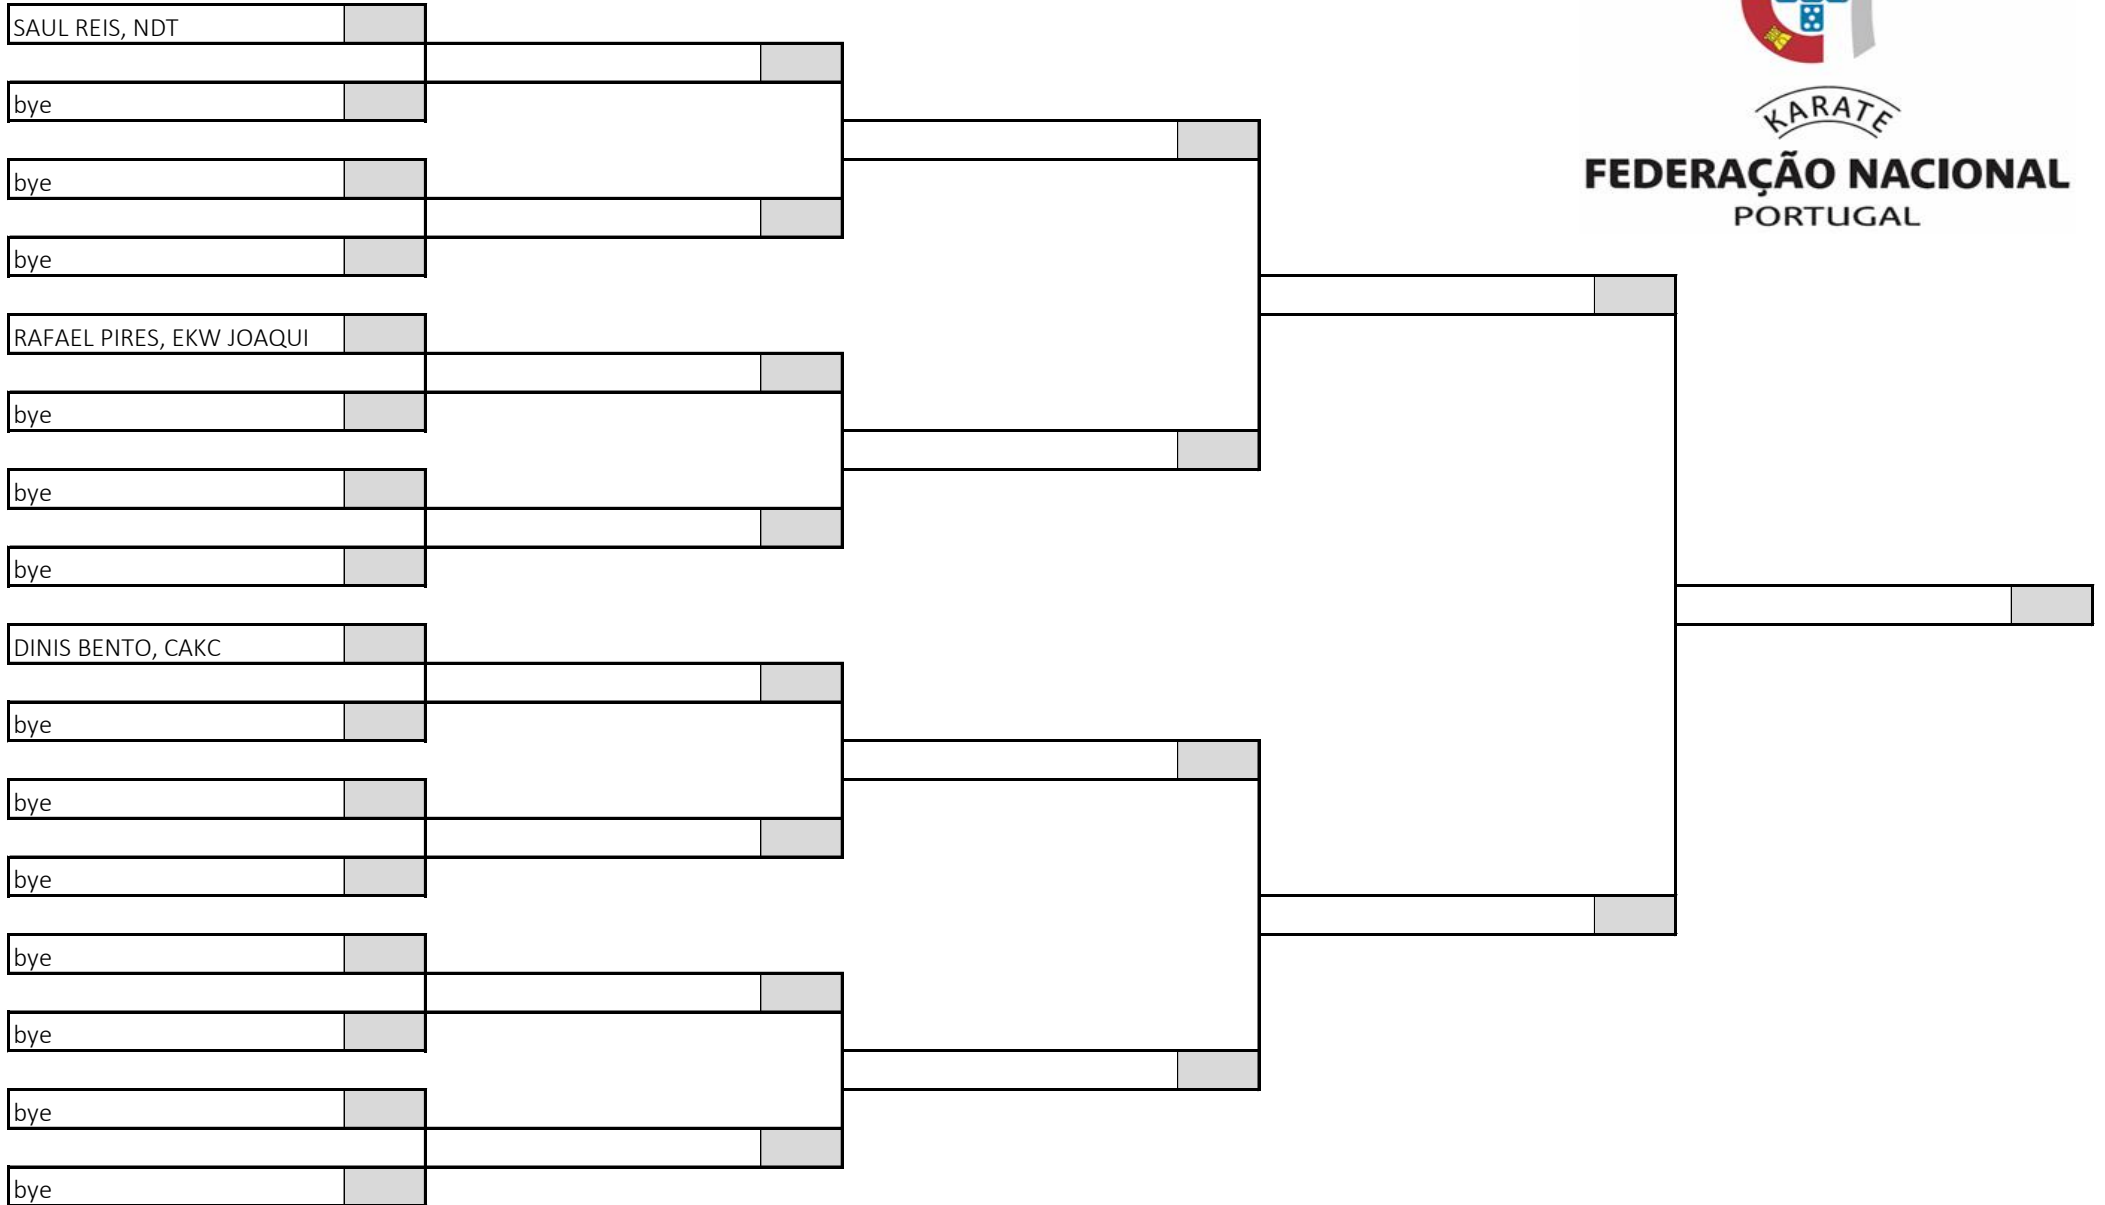 SAUL REIS, NDT
bye
bye
bye
RAFAEL PIRES, EKW JOAQUI
bye
bye
bye
DINIS BENTO, CAKC
bye
bye
bye
bye
bye
bye
bye
KARATE
FEDERAÇÃO NACIONAL
PORTUGAL